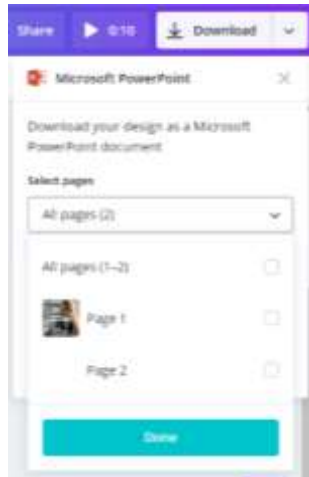 Share 0:10 Download
Microsoft PowerPoint
Download your design as a Microsoft
PowerPoint document
Select pages
All pages (2)
All pages (1–2)
Page 1
Page 2
Done